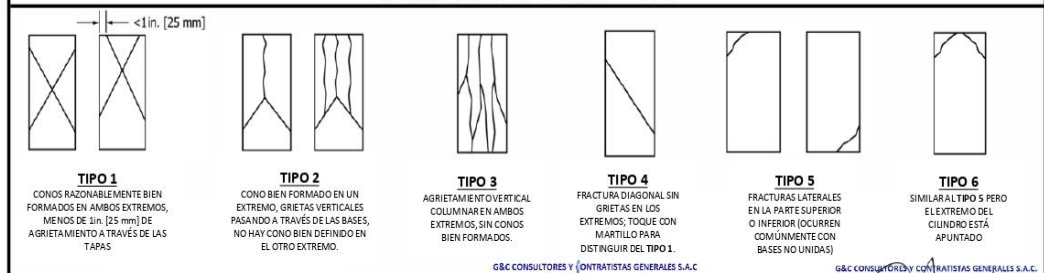 <1in. [25 mm]
TIPO 1
CONOS RAZONABLEMENTE BIEN
FORMADOS EN AMBOS EXTREMOS,
MENOS DE 1in. [25 mm] DE
AGRIETAMIENTO A TRAVÉS DE LAS
TAPAS
TIPO 2
CONO BIEN FORMADO EN UN
EXTREMO, GRIETAS VERTICALES
PASANDO A TRAVÉS DE LAS BASES,
NO HAY CONO BIEN DEFINIDO EN
EL OTRO EXTREMO.
TIPO 3
AGRIETAMIENTO VERTICAL
COLUMNAR EN AMBOS
EXTREMOS, SIN CONOS
BIEN FORMADOS.
TIPO 4
FRACTURA DIAGONAL SIN
GRIETAS EN LOS
EXTREMOS; TOQUE CON
MARTILLO PARA
DISTINGUIR DEL TIPO 1.
TIPO 5
FRACTURAS LATERALES
EN LA PARTE SUPERIOR
O INFERIOR (OCURREN
COMÚNMENTE CON
BASES NO UNIDAS)
TIPO 6
SIMILAR AL TIPO 5 PERO
EL EXTREMO DEL
CILINDRO ESTÁ
APUNTADO
G&C CONSULTORES Y CONTRATISTAS GENERALES S.A.C
G&C CONSULTORES Y CONTRATISTAS GENERALES S.A.C.